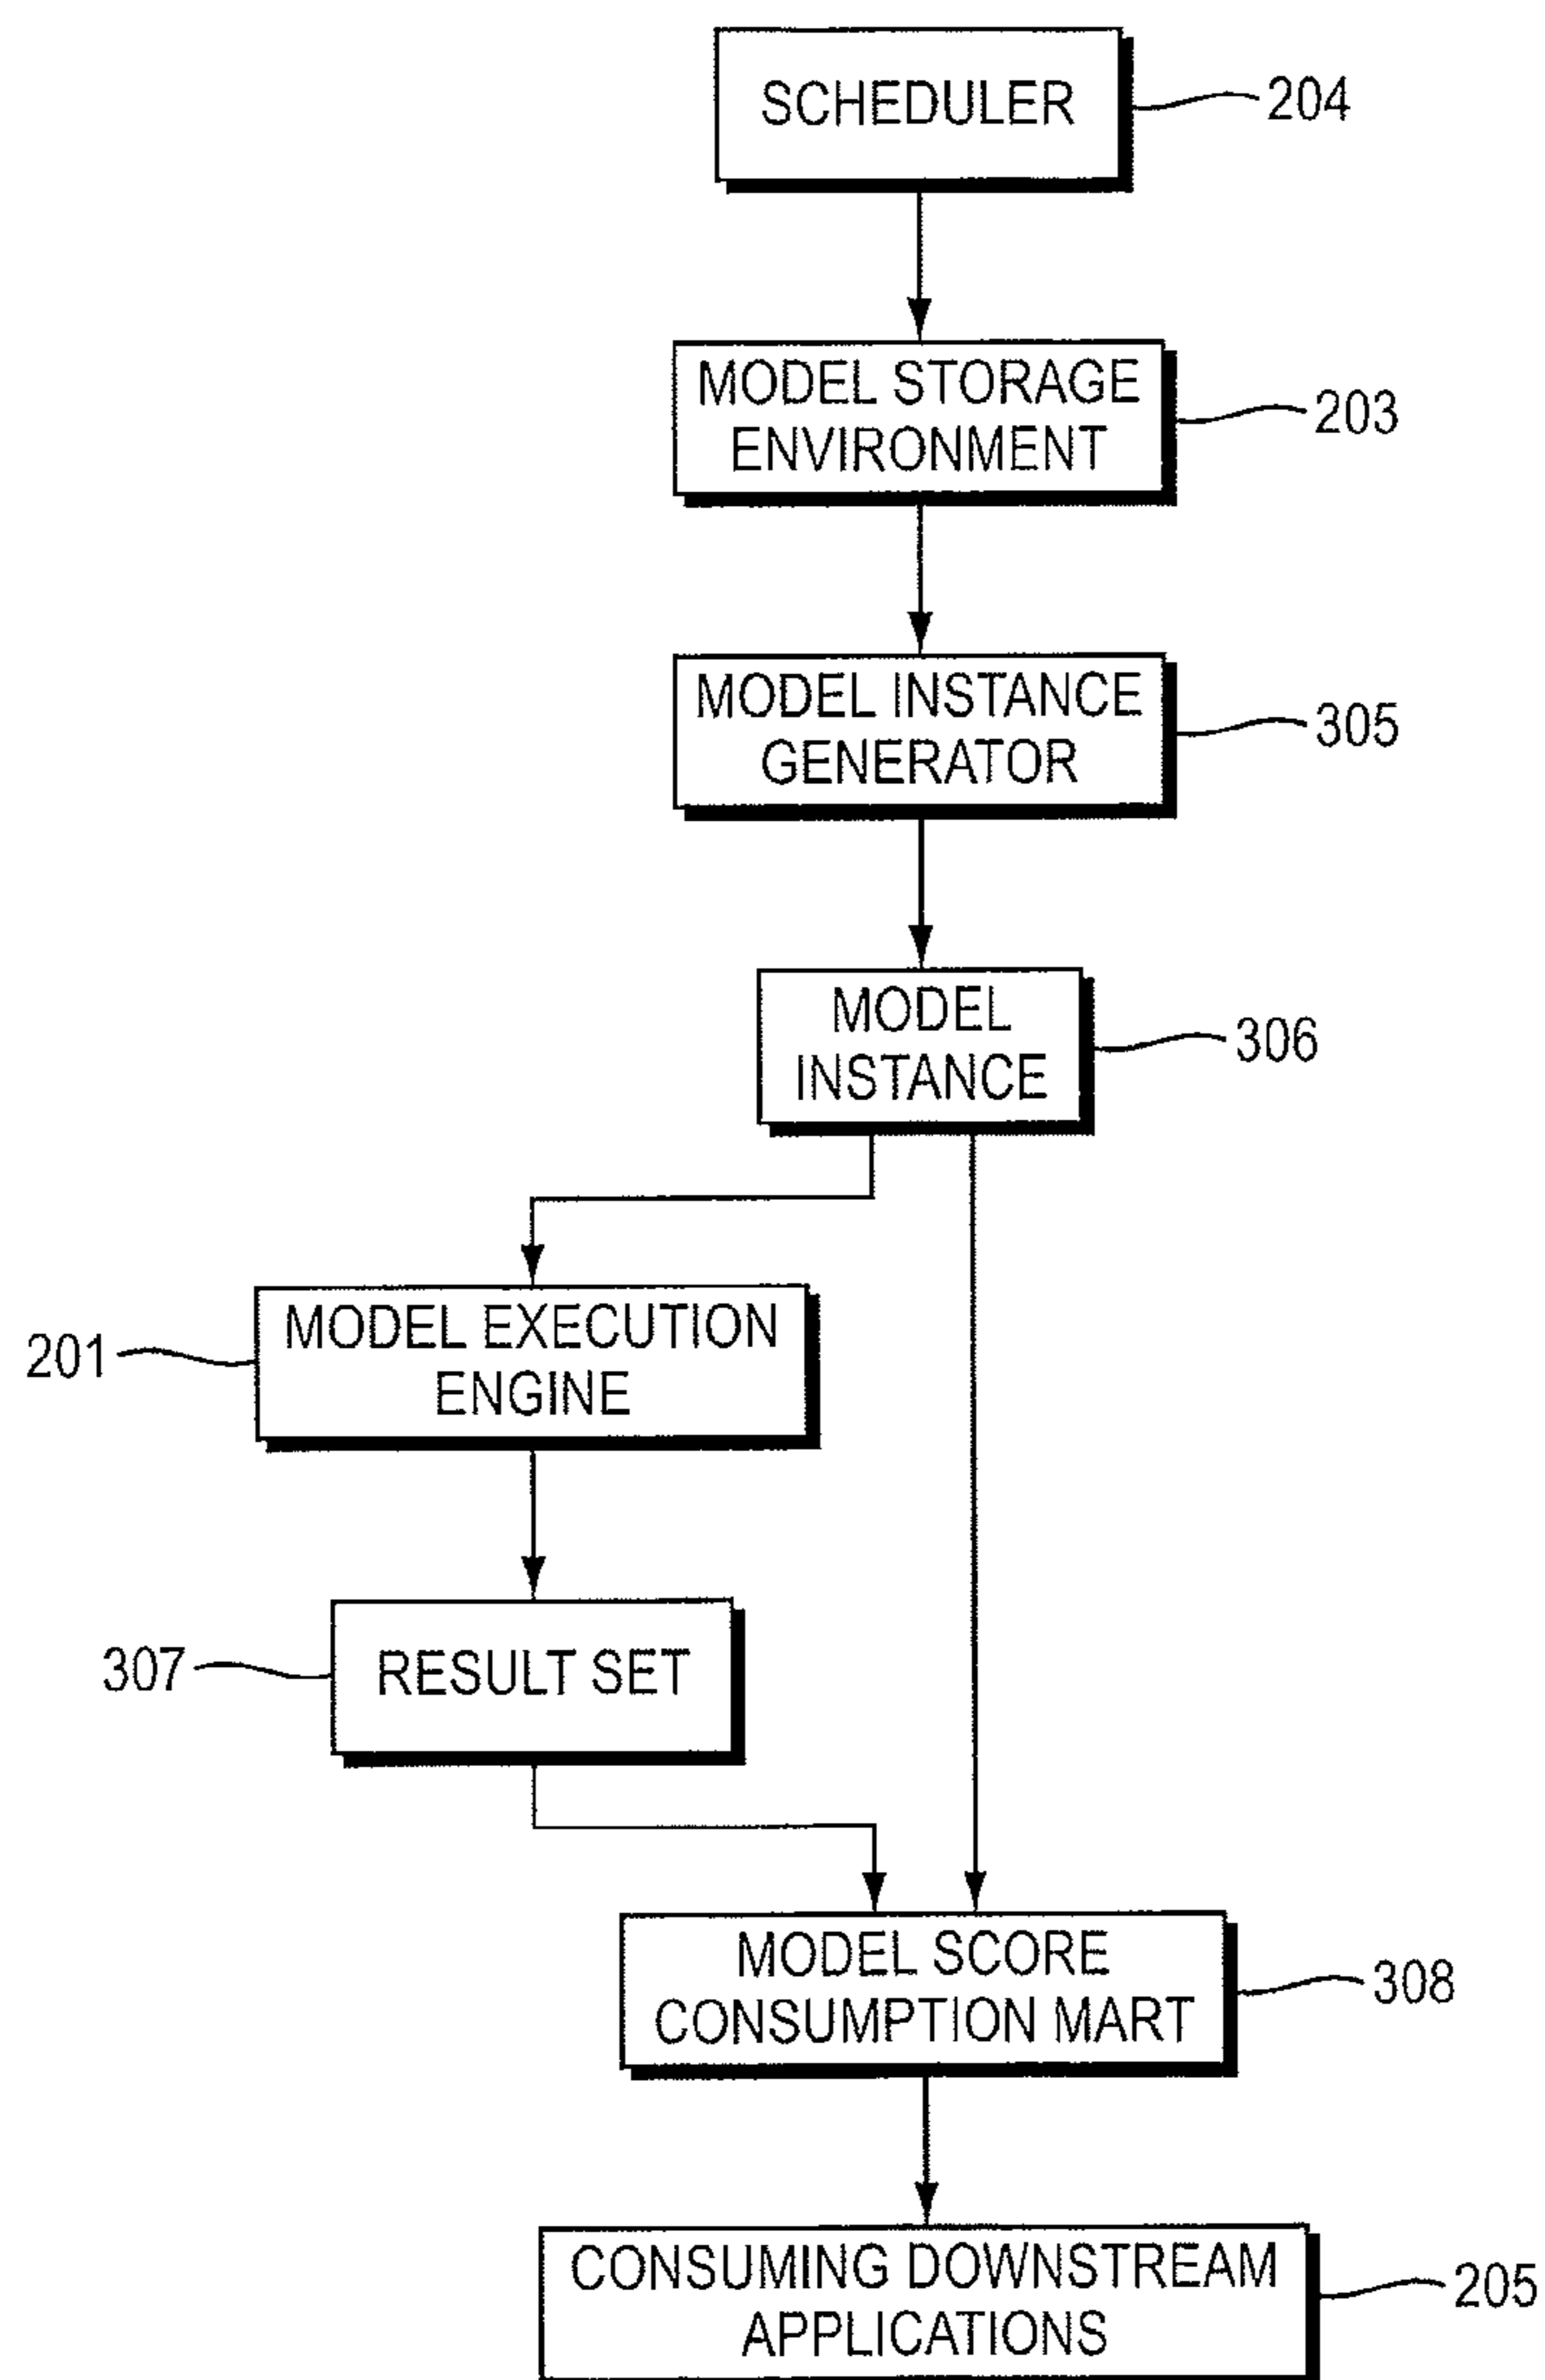 SCHEDULER
204
MODEL STORAGE
ENVIRONMENT
203
MODEL INSTANCE
GENERATOR
305
MODEL
INSTANCE
306
MODEL EXECUTION
ENGINE
201
RESULT SET
307
MODEL SCORE
CONSUMPTION MART
308
CONSUMING DOWNSTREAM
APPLICATIONS
205